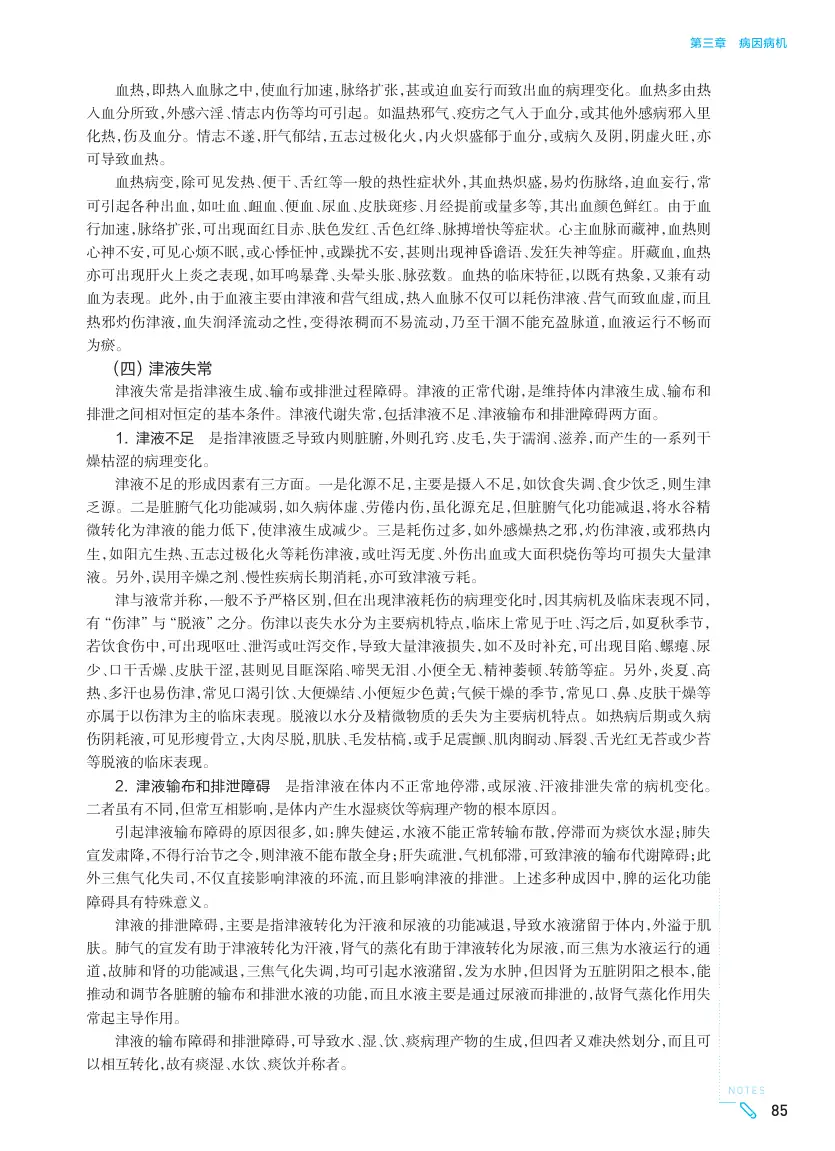 第三章 病因病机
血热，即热入血脉之中，使血行加速，脉络扩张，甚或迫血妄行而致出血的病理变化。血热多由热
入血分所致，外感六淫、情志内伤等均可引起。如温热邪气、疫疠之气入于血分，或其他外感病邪入里
化热，伤及血分。情志不遂，肝气郁结，五志过极化火，内火炽盛郁于血分，或病久及阴，阴虚火旺，亦
可导致血热。
血热病变，除可见发热、便干、舌红等一般的热性症状外，其血热炽盛，易灼伤脉络，迫血妄行，常
可引起各种出血，如吐血、衄血、便血、尿血、皮肤斑疹、月经提前或量多等，其出血颜色鲜红。由于血
行加速，脉络扩张，可出现面红目赤、肤色发红、舌色红绛、脉搏增快等症状。心主血脉而藏神，血热则
心神不安，可见心烦不眠，或心悸怔忡，或躁扰不安，甚则出现神昏谵语、发狂失神等症。肝藏血，血热
亦可出现肝火上炎之表现，如耳鸣暴聋、头晕头胀、脉弦数。血热的临床特征，以既有热象，又兼有动
血为表现。此外，由于血液主要由津液和营气组成，热入血脉不仅可以耗伤津液、营气而致血虚，而且
热邪灼伤津液，血失润泽流动之性，变得浓稠而不易流动，乃至干涸不能充盈脉道，血液运行不畅而
为瘀。
（四）津液失常
津液失常是指津液生成、输布或排泄过程障碍。津液的正常代谢，是维持体内津液生成、输布和
排泄之间相对恒定的基本条件。津液代谢失常，包括津液不足、津液输布和排泄障碍两方面。
1. 津液不足 是指津液匮乏导致内则脏腑，外则孔窍、皮毛，失于濡润、滋养，而产生的一系列干
燥枯涩的病理变化。
津液不足的形成因素有三方面。一是化源不足，主要是摄入不足，如饮食失调、食少饮乏，则生津
乏源。二是脏腑气化功能减弱，如久病体虚、劳倦内伤，虽化源充足，但脏腑气化功能减退，将水谷精
微转化为津液的能力低下，使津液生成减少。三是耗伤过多，如外感燥热之邪，灼伤津液，或邪热内
生，如阳亢生热、五志过极化火等耗伤津液，或吐泻无度、外伤出血或大面积烧伤等均可损失大量津
液。另外，误用辛燥之剂、慢性疾病长期消耗，亦可致津液亏耗。
津与液常并称，一般不予严格区别，但在出现津液耗伤的病理变化时，因其病机及临床表现不同，
有“伤津”与“脱液”之分。伤津以丧失水分为主要病机特点，临床上常见于吐、泻之后，如夏秋季节，
若饮食伤中，可出现呕吐、泄泻或吐泻交作，导致大量津液损失，如不及时补充，可出现目陷、螺瘪、尿
少、口干舌燥、皮肤干涩，甚则见目眶深陷、啼哭无泪、小便全无、精神萎顿、转筋等症。另外，炎夏、高
热、多汗也易伤津，常见口渴引饮、大便燥结、小便短少色黄；气候干燥的季节，常见口、鼻、皮肤干燥等
亦属于以伤津为主的临床表现。脱液以水分及精微物质的丢失为主要病机特点。如热病后期或久病
伤阴耗液，可见形瘦骨立，大肉尽脱，肌肤、毛发枯槁，或手足震颤、肌肉瞤动、唇裂、舌光红无苔或少苔
等脱液的临床表现。
2. 津液输布和排泄障碍 是指津液在体内不正常地停滞，或尿液、汗液排泄失常的病机变化。
二者虽有不同，但常互相影响，是体内产生水湿痰饮等病理产物的根本原因。
引起津液输布障碍的原因很多，如：脾失健运，水液不能正常转输布散，停滞而为痰饮水湿；肺失
宣发肃降，不得行治节之令，则津液不能布散全身；肝失疏泄，气机郁滞，可致津液的输布代谢障碍；此
外三焦气化失司，不仅直接影响津液的环流，而且影响津液的排泄。上述多种成因中，脾的运化功能
障碍具有特殊意义。
津液的排泄障碍，主要是指津液转化为汗液和尿液的功能减退，导致水液潴留于体内，外溢于肌
肤。肺气的宣发有助于津液转化为汗液，肾气的蒸化有助于津液转化为尿液，而三焦为水液运行的通
道，故肺和肾的功能减退，三焦气化失调，均可引起水液潴留，发为水肿，但因肾为五脏阴阳之根本，能
推动和调节各脏腑的输布和排泄水液的功能，而且水液主要是通过尿液而排泄的，故肾气蒸化作用失
常起主导作用。
津液的输布障碍和排泄障碍，可导致水、湿、饮、痰病理产物的生成，但四者又难决然划分，而且可
以相互转化，故有痰湿、水饮、痰饮并称者。
NOTES
85